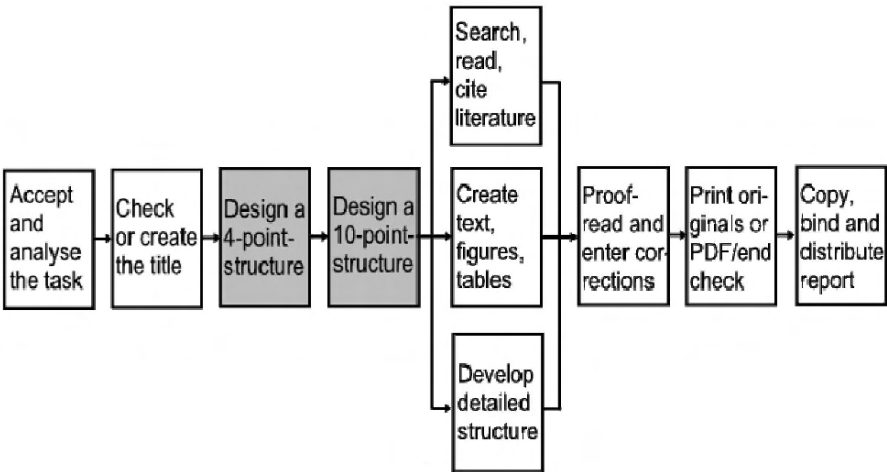 Accept
and
analyse
the task
Check
or create
the title
Design a
4-point-
structure
Design a
10-point-
structure
Search,
read,
cite
literature
Create
text,
figures,
tables
Develop
detailed
structure
Proof-
read and
enter cor-
rections
Print ori-
ginals or
PDF/end
check
Copy,
bind and
distribute
report